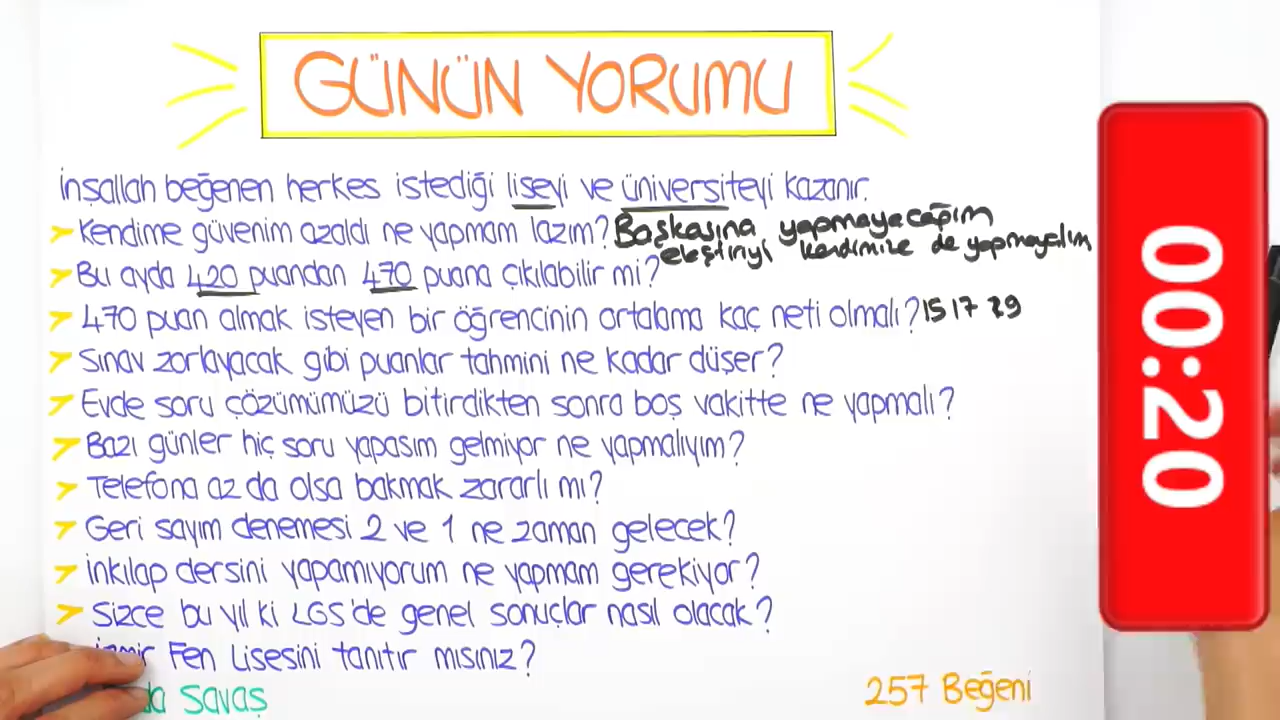 GÜNÜN YORUMU
İnşallah beğenen herkes istediği liseyi ve üniversiteyi kazanır.
Kendime güvenim azaldı ne yapmam lazım? Başkasına yapmayacağım
eleştiriyi kendimize de yapmayalım
Bu ayda 420 puandan 470 puana çıkılabilir mi?
470 puan almak isteyen bir öğrencinin ortalama kaç neti olmalı? 15 17 29
Sınav zorlayacak gibi puanlar tahmini ne kadar düşer?
Evde soru çözümümüzü bitirdikten sonra boş vakitte ne yapmalı?
Bazı günler hiç soru yapasım gelmiyor ne yapmalıyım?
Telefona az da olsa bakmak zararlı mı?
Geri sayım denemesi 2 ve 1 ne zaman gelecek?
İnkılap dersini yapamıyorum ne yapmam gerekiyor?
Sizce bu yıl ki LGS'de genel sonuçlar nasıl olacak?
İzmir Fen Lisesini tanıtır mısınız?
Savaş
257 Beğeni
00:20